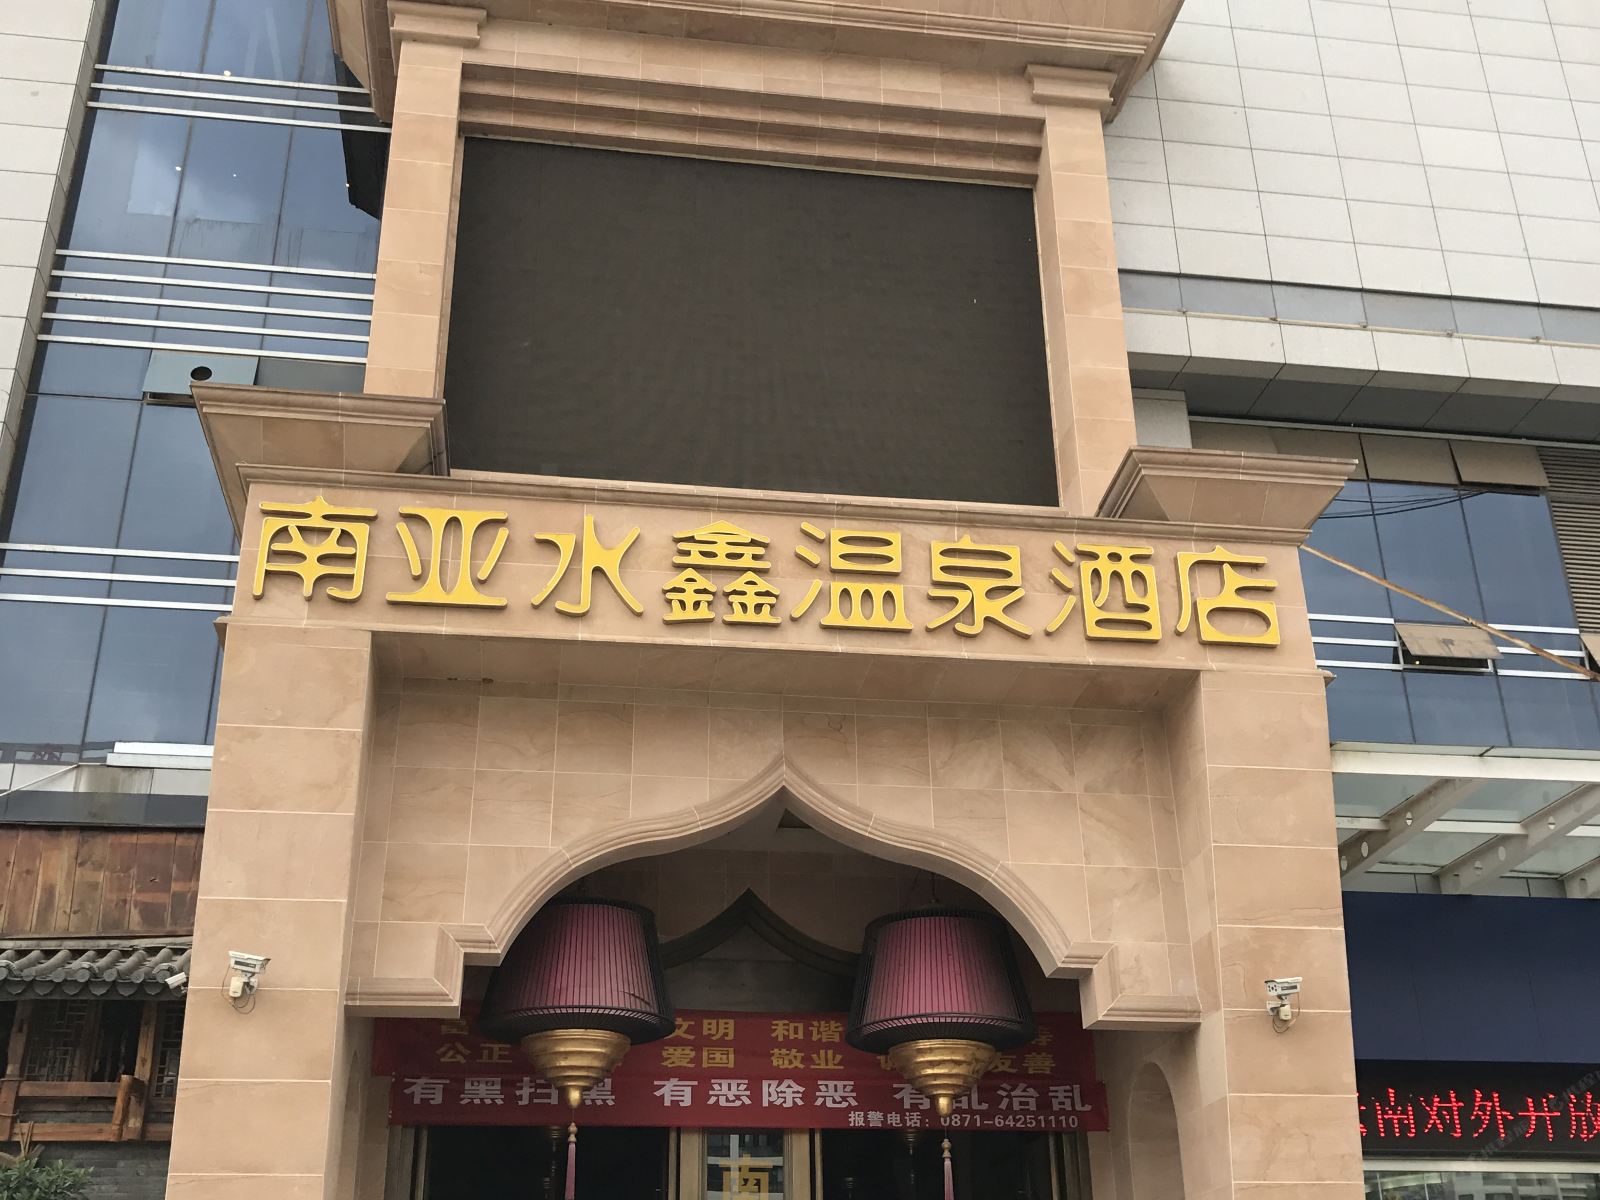 南亚水鑫温泉酒店
富 文明 和谐
公正 爱国 敬业 友善
有黑扫黑 有恶除恶 有乱治乱
报警电话：0871-64251110
南
南对外开放